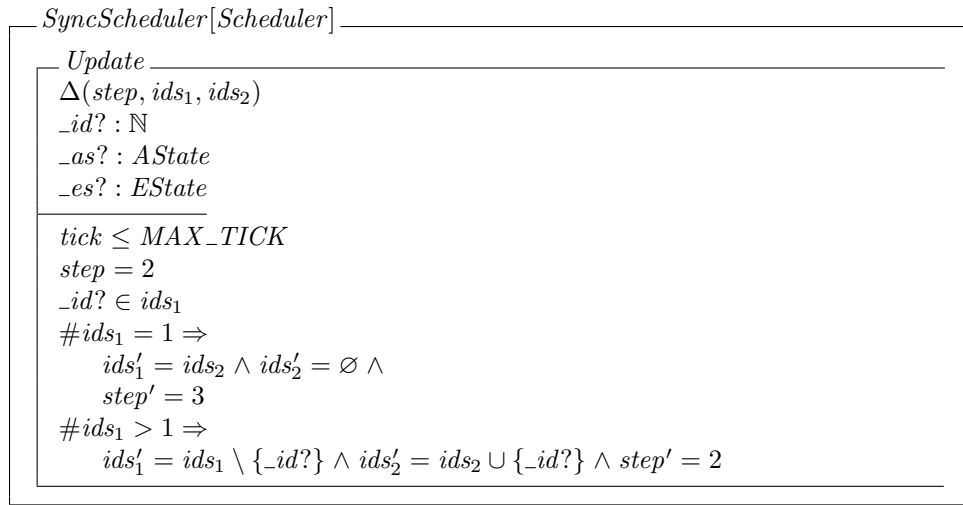 SyncScheduler[Scheduler]
Update
Δ(step, ids₁, ids₂)
_id? : ℕ
_as? : AState
_es? : EState
tick ≤ MAX_TICK
step = 2
_id? ∈ ids₁
#ids₁ = 1 ⇒
ids₁′ = ids₂ ∧ ids₂′ = ∅ ∧
step′ = 3
#ids₁ > 1 ⇒
ids₁′ = ids₁ \ {_id?} ∧ ids₂′ = ids₂ ∪ {_id?} ∧ step′ = 2